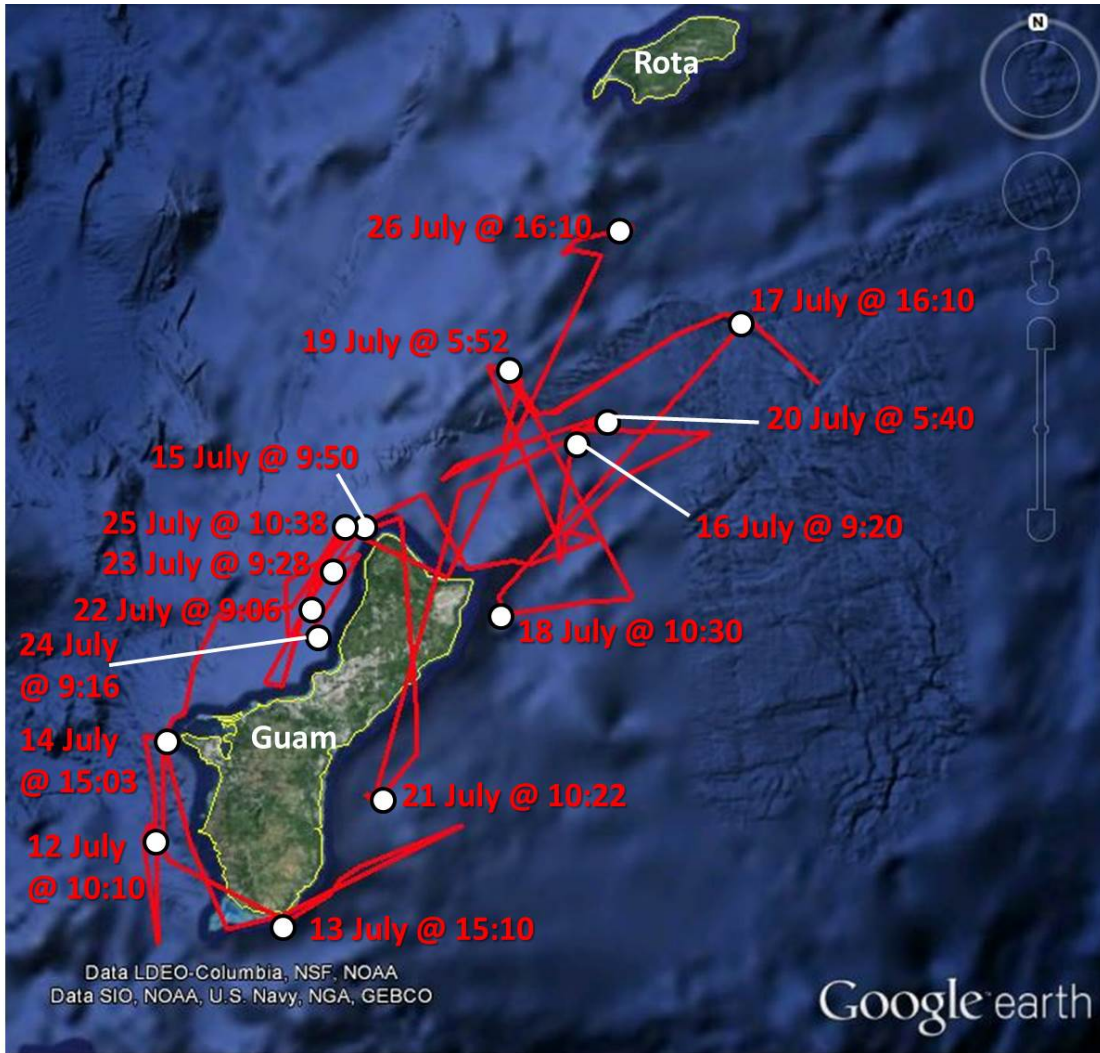 N
Rota
26 July @ 16:10
17 July @ 16:10
19 July @ 5:52
20 July @ 5:40
15 July @ 9:50
25 July @ 10:38
16 July @ 9:20
23 July @ 9:28
22 July @ 9:06
18 July @ 10:30
24 July
@ 9:16
Guam
14 July
@ 15:03
21 July @ 10:22
12 July
@ 10:10
13 July @ 15:10
Data LDEO-Columbia, NSF, NOAA
Data SIO, NOAA, U.S. Navy, NGA, GEBCO
Google earth